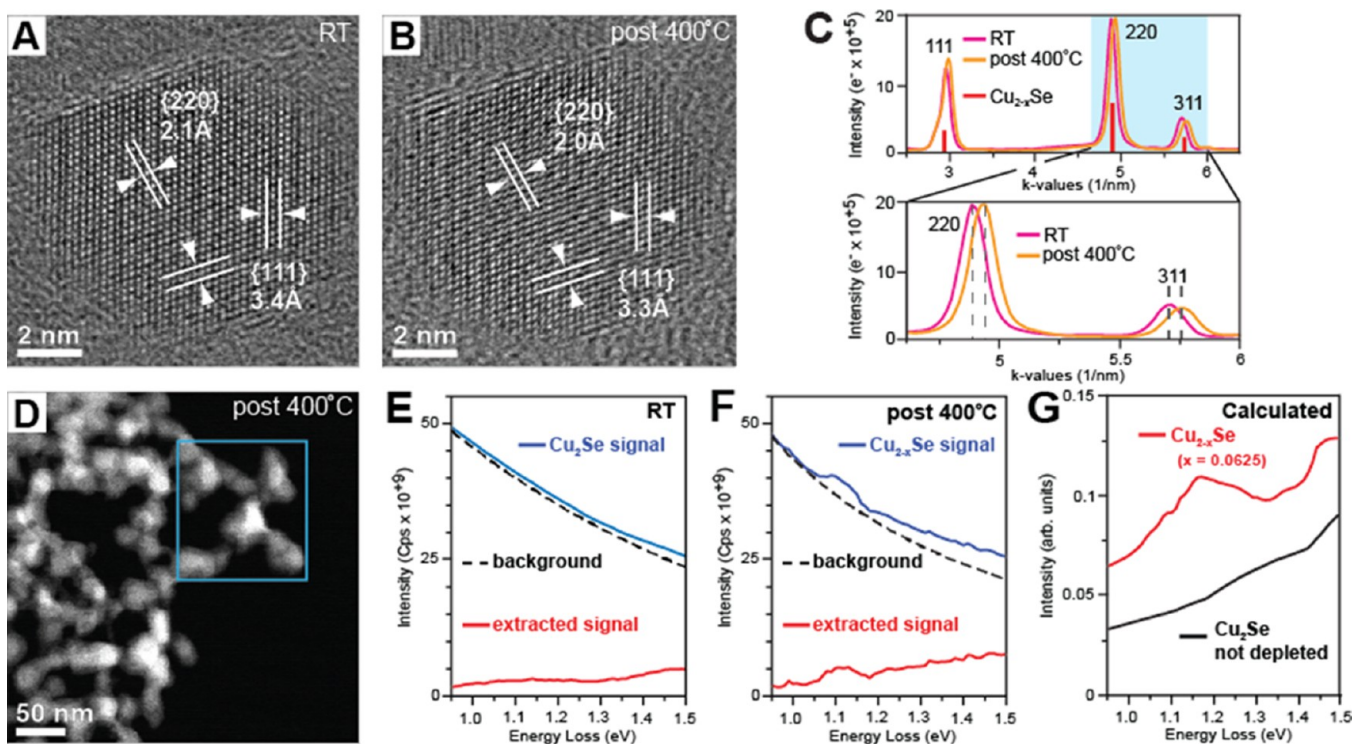 A
RT
{220}
2.1Å
{111}
3.4Å
2 nm
B
post 400°C
{220}
2.0Å
{111}
3.3Å
2 nm
C
Intensity (e⁻ x 10⁺⁵)
20
10
0
111
220
311
RT
post 400°C
Cu₂₋ₓSe
3
4
5
6
k-values (1/nm)
Intensity (e⁻ x 10⁺⁵)
20
10
0
220
311
RT
post 400°C
5
5.5
6
k-values (1/nm)
D
post 400°C
50 nm
E
RT
Intensity (Cps x 10⁺⁹)
50
25
0
Cu₂Se signal
background
extracted signal
1.0 1.1 1.2 1.3 1.4 1.5
Energy Loss (eV)
F
post 400°C
Intensity (Cps x 10⁺⁹)
50
25
0
Cu₂₋ₓSe signal
background
extracted signal
1.0 1.1 1.2 1.3 1.4 1.5
Energy Loss (eV)
G
Calculated
Intensity (arb. units)
0.15
0.1
0.05
0
Cu₂₋ₓSe
(x = 0.0625)
Cu₂Se
not depleted
1.0 1.1 1.2 1.3 1.4 1.5
Energy Loss (eV)